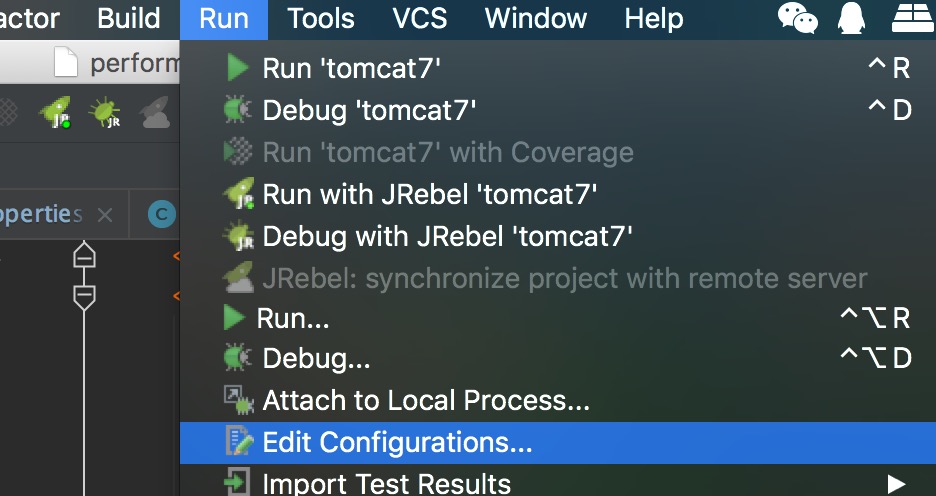 actor Build Run Tools VCS Window Help
perform
Run 'tomcat7' ^ R
Debug 'tomcat7' ^ D
Run 'tomcat7' with Coverage
Run with JRebel 'tomcat7'
Debug with JRebel 'tomcat7'
operties × C
JRebel: synchronize project with remote server
Run... ^⌥R
Debug... ^⌥D
Attach to Local Process...
Edit Configurations...
Import Test Results